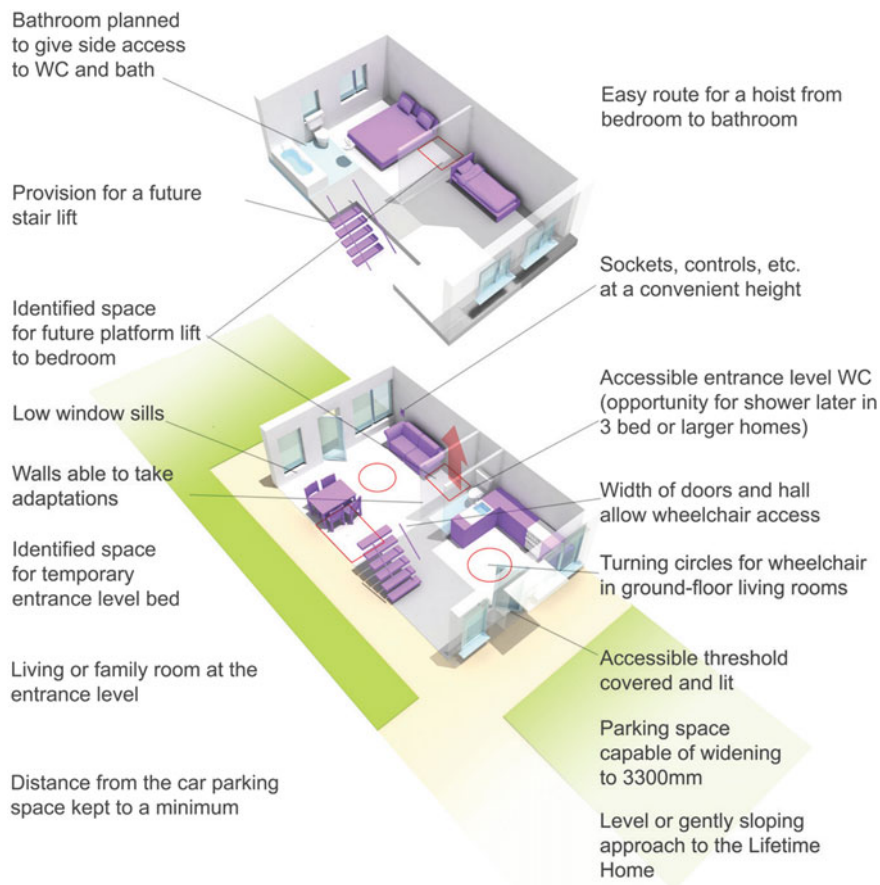 Bathroom planned
to give side access
to WC and bath
Easy route for a hoist from
bedroom to bathroom
Provision for a future
stair lift
Sockets, controls, etc.
at a convenient height
Identified space
for future platform lift
to bedroom
Accessible entrance level WC
(opportunity for shower later in
3 bed or larger homes)
Low window sills
Walls able to take
adaptations
Width of doors and hall
allow wheelchair access
Identified space
for temporary
entrance level bed
Turning circles for wheelchair
in ground-floor living rooms
Living or family room at the
entrance level
Accessible threshold
covered and lit
Parking space
capable of widening
to 3300mm
Distance from the car parking
space kept to a minimum
Level or gently sloping
approach to the Lifetime
Home